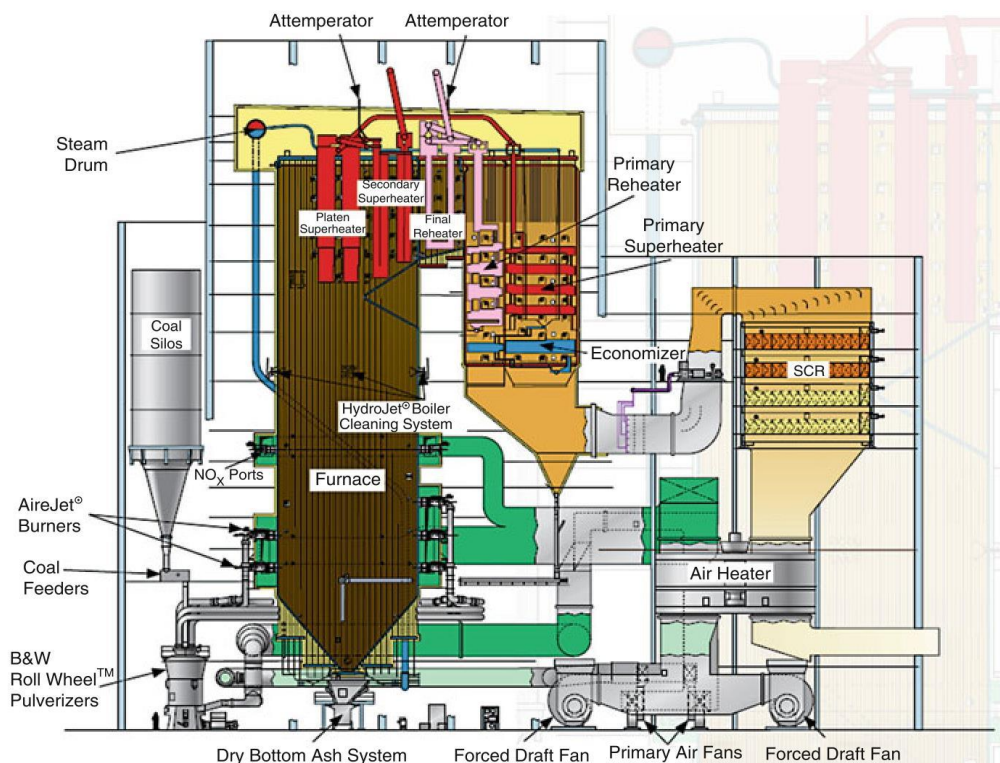 Attemperator
Attemperator
Steam
Drum
Primary
Reheater
Secondary
Superheater
Platen
Superheater
Final
Reheater
Primary
Superheater
Coal
Silos
Economizer
SCR
HydroJet® Boiler
Cleaning System
NOX Ports
Furnace
AireJet®
Burners
Coal
Feeders
Air Heater
B&W
Roll Wheel™
Pulverizers
Dry Bottom Ash System
Forced Draft Fan
Primary Air Fans
Forced Draft Fan